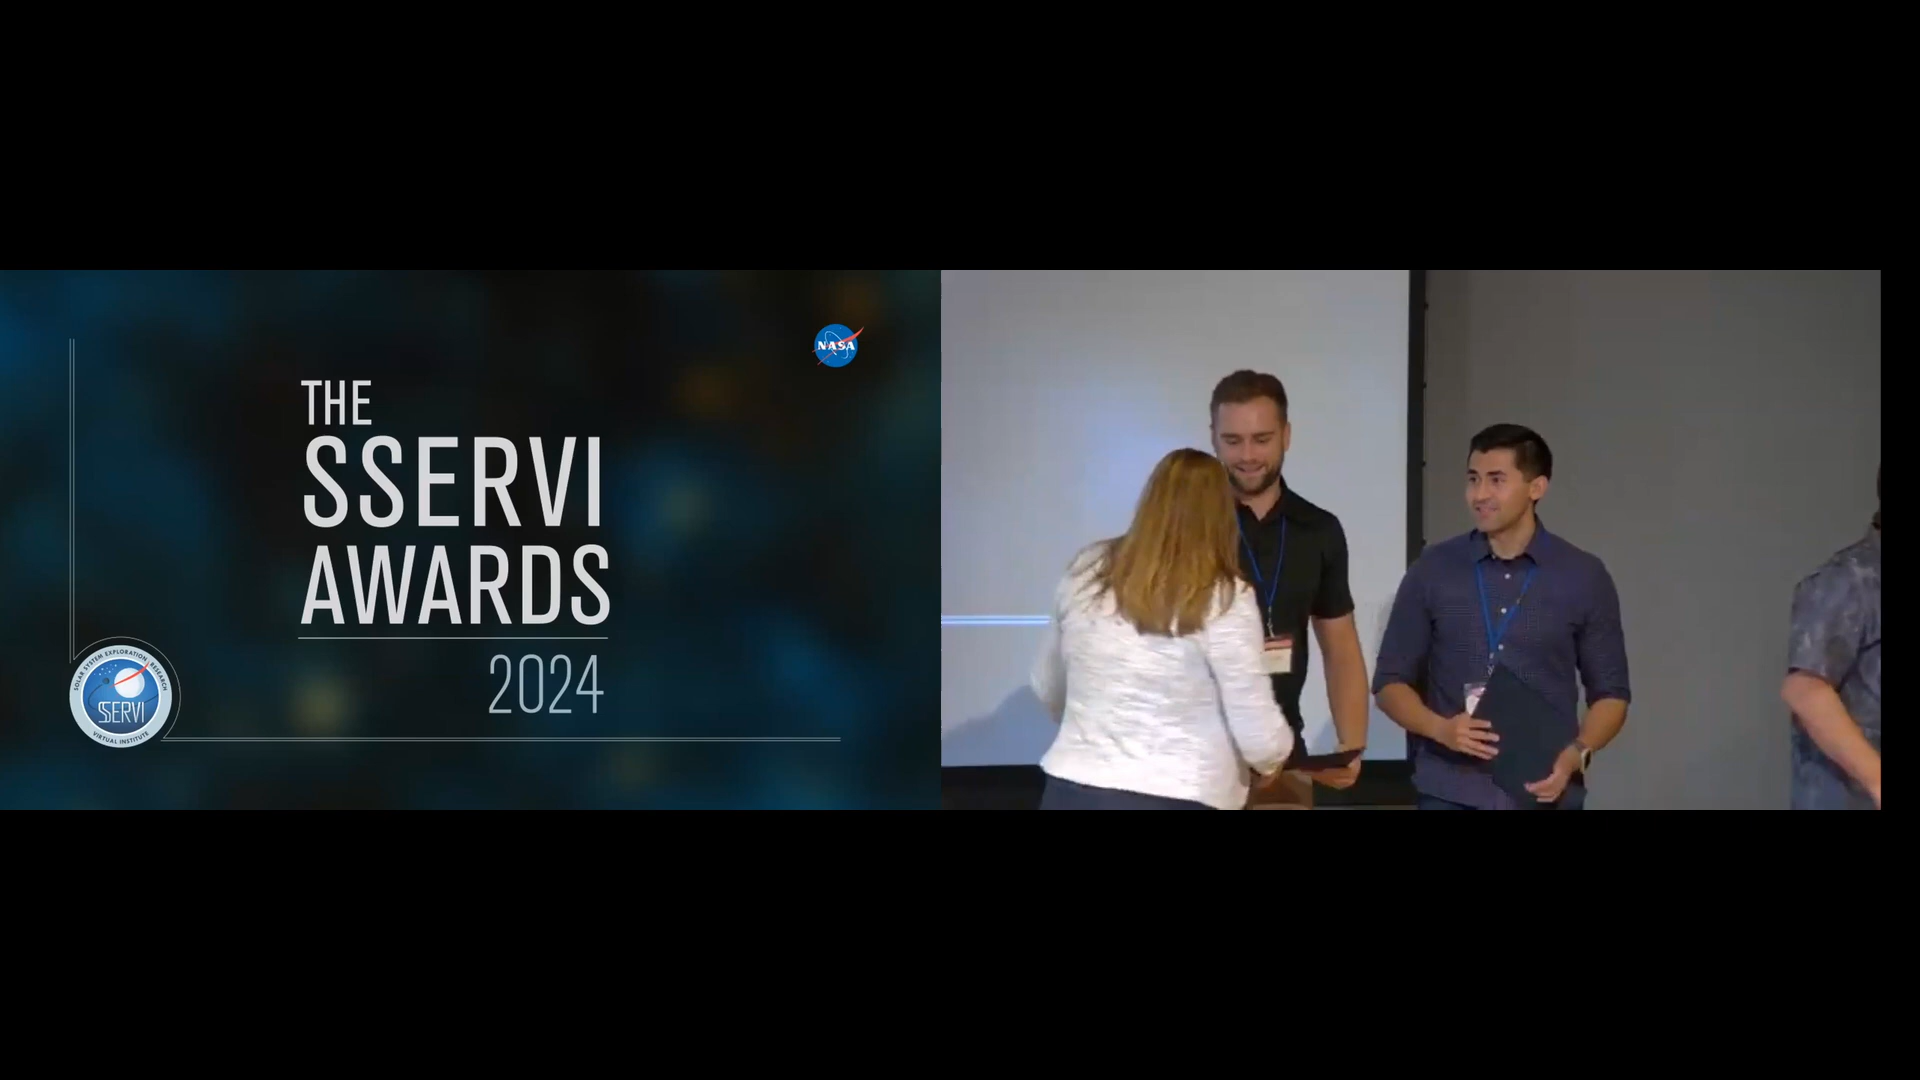 NASA
THE
SSERVI
AWARDS
2024
SOLAR SYSTEM EXPLORATION RESEARCH
SSERVI
VIRTUAL INSTITUTE